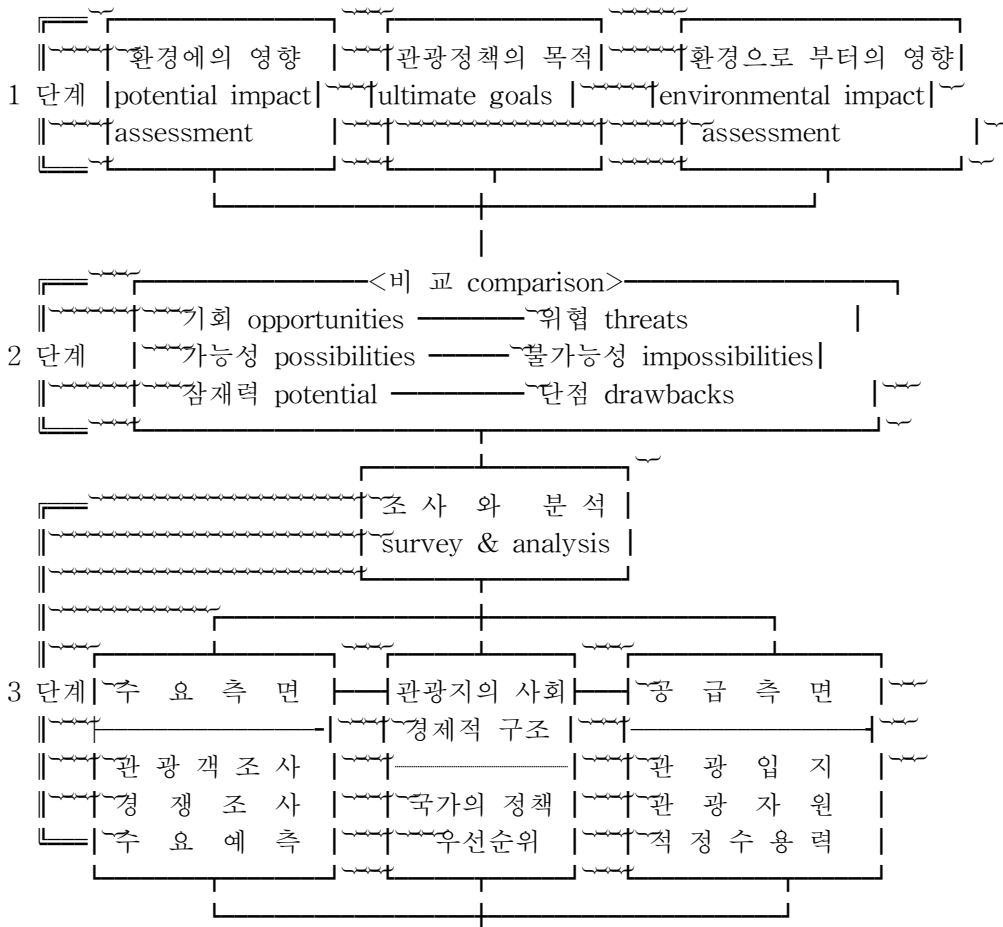 환경에의 영향 관광정책의 목적 환경으로 부터의 영향
1 단계 potential impact ultimate goals environmental impact
assessment assessment
<비 교 comparison>
기회 opportunities 위협 threats
2 단계 가능성 possibilities 불가능성 impossibilities
잠재력 potential 단점 drawbacks
조 사 와 분 석
survey & analysis
3 단계 수 요 측 면 관광지의 사회 공 급 측 면
경제적 구조
관 광 객 조 사 관 광 입 지
경 쟁 조 사 국가의 정책 관 광 자 원
수 요 예 측 우선순위 적 정 수 용 력